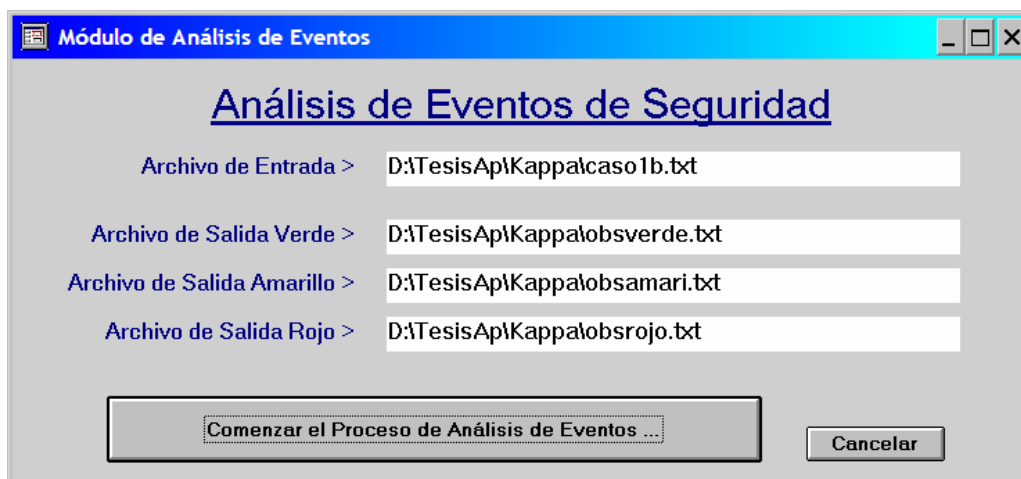 Módulo de Análisis de Eventos
Análisis de Eventos de Seguridad
Archivo de Entrada > D:\TesisAp\Kappa\caso1b.txt
Archivo de Salida Verde > D:\TesisAp\Kappa\obsverde.txt
Archivo de Salida Amarillo > D:\TesisAp\Kappa\obsamari.txt
Archivo de Salida Rojo > D:\TesisAp\Kappa\obsrojo.txt
Comenzar el Proceso de Análisis de Eventos ...
Cancelar